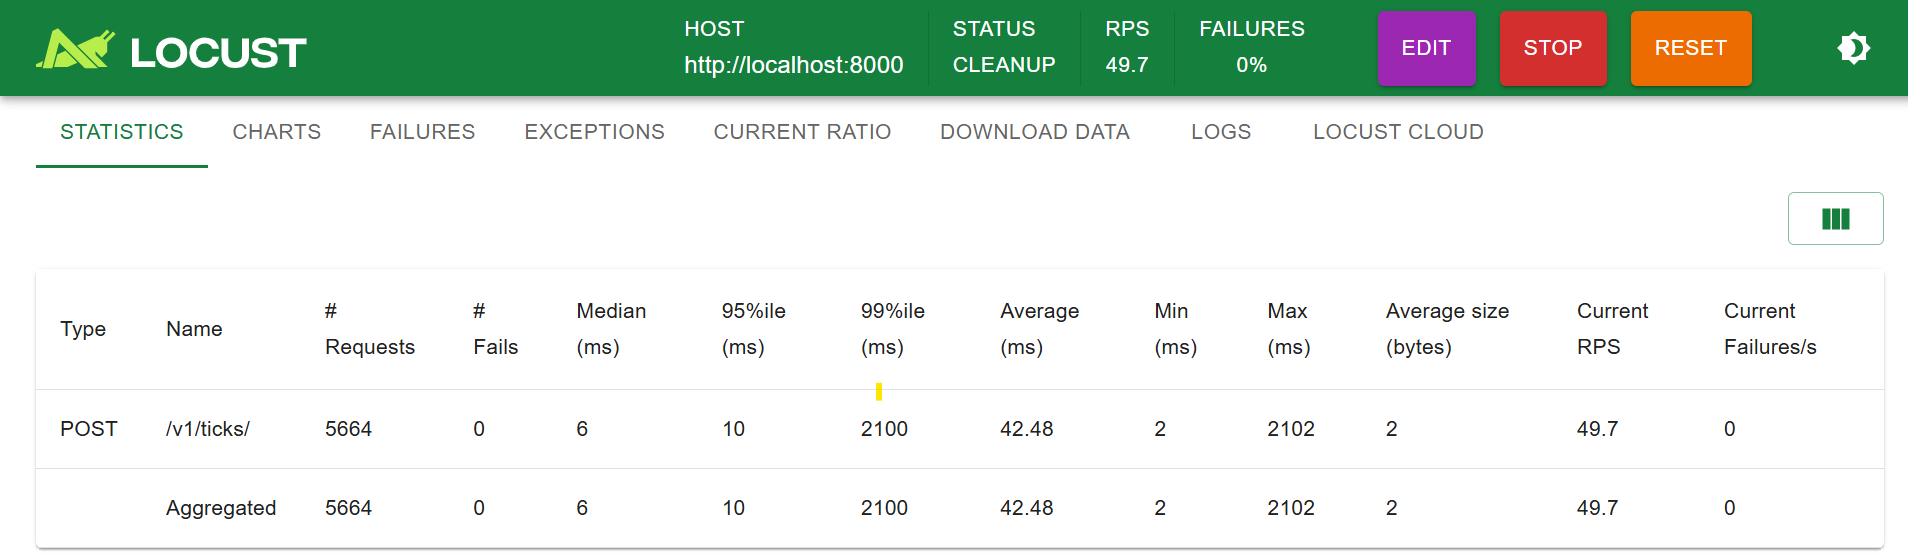 LOCUST
HOST
http://localhost:8000
STATUS
CLEANUP
RPS
49.7
FAILURES
0%
EDIT
STOP
RESET
STATISTICS CHARTS FAILURES EXCEPTIONS CURRENT RATIO DOWNLOAD DATA LOGS LOCUST CLOUD
Type Name # Requests # Fails Median (ms) 95%ile (ms) 99%ile (ms) Average (ms) Min (ms) Max (ms) Average size (bytes) Current RPS Current Failures/s
POST /v1/ticks/ 5664 0 6 10 2100 42.48 2 2102 2 49.7 0
Aggregated 5664 0 6 10 2100 42.48 2 2102 2 49.7 0